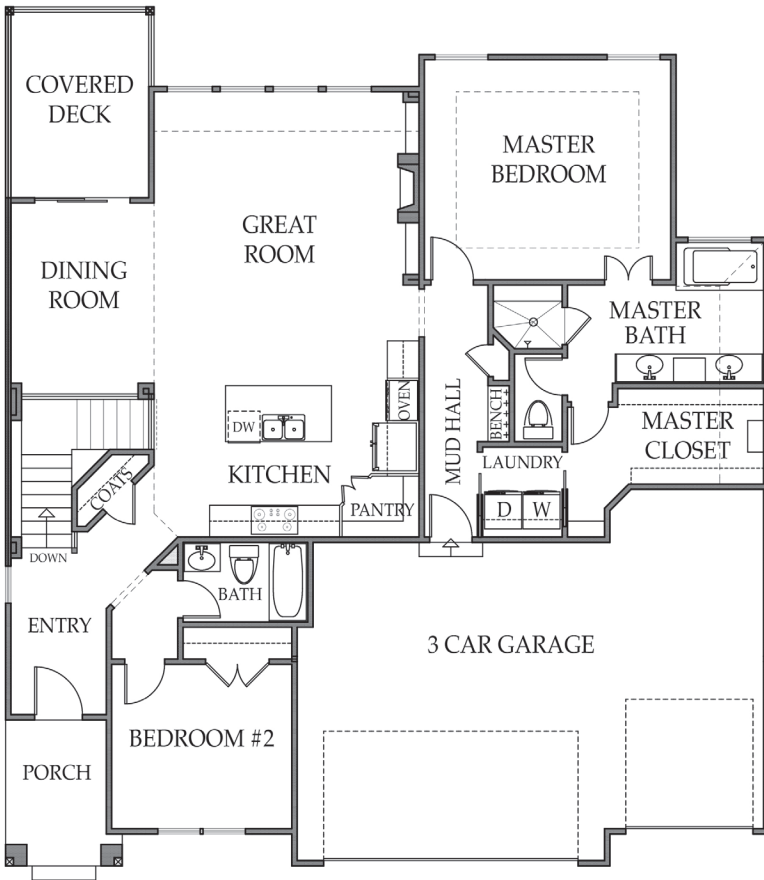 COVERED
DECK
MASTER
BEDROOM
GREAT
ROOM
DINING
ROOM
MASTER
BATH
OVEN
DW
BENCH
MUD HALL
MASTER
CLOSET
KITCHEN
LAUNDRY
COATS
PANTRY
D
W
DOWN
BATH
ENTRY
3 CAR GARAGE
BEDROOM #2
PORCH